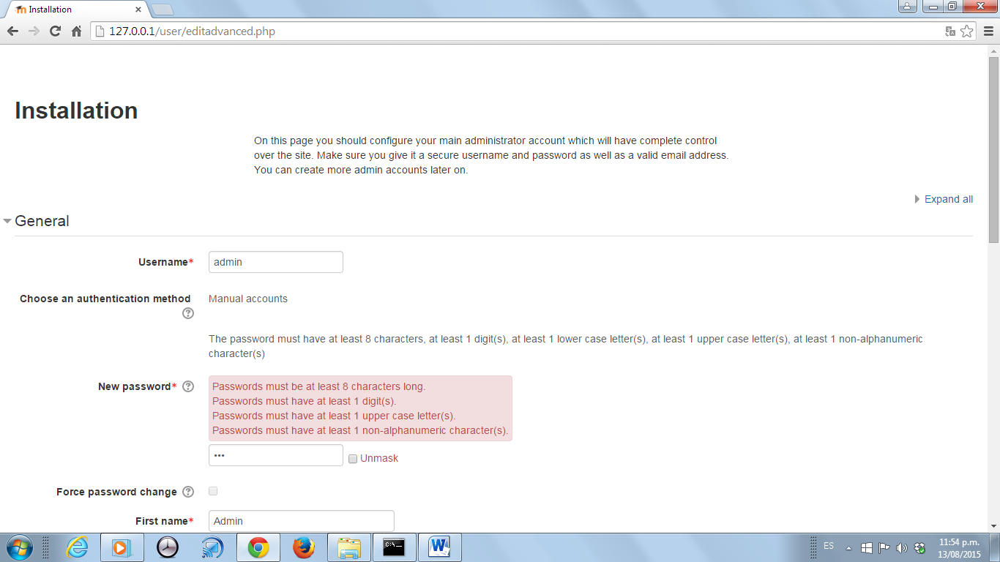 Installation
127.0.0.1/user/editadvanced.php
Installation
On this page you should configure your main administrator account which will have complete control
over the site. Make sure you give it a secure username and password as well as a valid email address.
You can create more admin accounts later on.
Expand all
General
Username*
admin
Choose an authentication method
Manual accounts
The password must have at least 8 characters, at least 1 digit(s), at least 1 lower case letter(s), at least 1 upper case letter(s), at least 1 non-alphanumeric
character(s)
New password*
Passwords must be at least 8 characters long.
Passwords must have at least 1 digit(s).
Passwords must have at least 1 upper case letter(s).
Passwords must have at least 1 non-alphanumeric character(s).
•••
Unmask
Force password change
First name*
Admin
ES
11:54 p.m.
13/08/2015